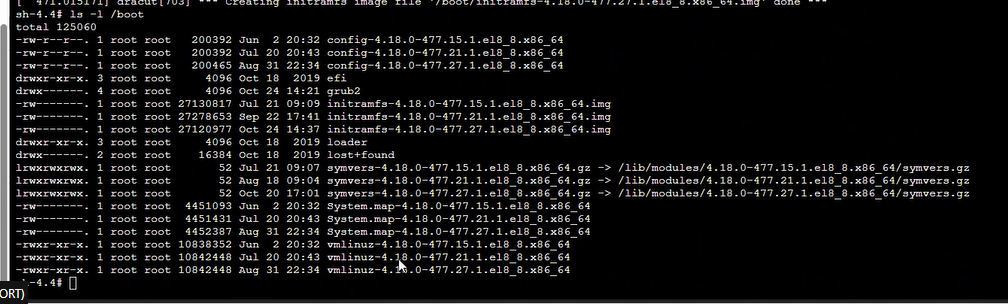 [  471.015171] dracut[703] *** Creating initramfs image file '/boot/initramfs-4.18.0-477.27.1.el8_8.x86_64.img' done ***
sh-4.4# ls -l /boot
total 125060
-rw-r--r--. 1 root root   200392 Jun  2 20:32 config-4.18.0-477.15.1.el8_8.x86_64
-rw-r--r--. 1 root root   200392 Jul 20 20:43 config-4.18.0-477.21.1.el8_8.x86_64
-rw-r--r--. 1 root root   200465 Aug 31 22:34 config-4.18.0-477.27.1.el8_8.x86_64
drwxr-xr-x. 3 root root     4096 Oct 18  2019 efi
drwx------. 4 root root     4096 Oct 24 14:21 grub2
-rw-------. 1 root root 27130817 Jul 21 09:09 initramfs-4.18.0-477.15.1.el8_8.x86_64.img
-rw-------. 1 root root 27278653 Sep 22 17:41 initramfs-4.18.0-477.21.1.el8_8.x86_64.img
-rw-------. 1 root root 27120977 Oct 24 14:37 initramfs-4.18.0-477.27.1.el8_8.x86_64.img
drwxr-xr-x. 3 root root     4096 Oct 18  2019 loader
drwx------. 2 root root    16384 Oct 18  2019 lost+found
lrwxrwxrwx. 1 root root       52 Jul 21 09:07 symvers-4.18.0-477.15.1.el8_8.x86_64.gz -> /lib/modules/4.18.0-477.15.1.el8_8.x86_64/symvers.gz
lrwxrwxrwx. 1 root root       52 Aug 18 09:04 symvers-4.18.0-477.21.1.el8_8.x86_64.gz -> /lib/modules/4.18.0-477.21.1.el8_8.x86_64/symvers.gz
lrwxrwxrwx. 1 root root       52 Oct 20 17:01 symvers-4.18.0-477.27.1.el8_8.x86_64.gz -> /lib/modules/4.18.0-477.27.1.el8_8.x86_64/symvers.gz
-rw-------. 1 root root  4451093 Jun  2 20:32 System.map-4.18.0-477.15.1.el8_8.x86_64
-rw-------. 1 root root  4451431 Jul 20 20:43 System.map-4.18.0-477.21.1.el8_8.x86_64
-rw-------. 1 root root  4452387 Aug 31 22:34 System.map-4.18.0-477.27.1.el8_8.x86_64
-rwxr-xr-x. 1 root root 10838352 Jun  2 20:32 vmlinuz-4.18.0-477.15.1.el8_8.x86_64
-rwxr-xr-x. 1 root root 10842448 Jul 20 20:43 vmlinuz-4.18.0-477.21.1.el8_8.x86_64
-rwxr-xr-x. 1 root root 10842448 Aug 31 22:34 vmlinuz-4.18.0-477.27.1.el8_8.x86_64
sh-4.4#
ORT)